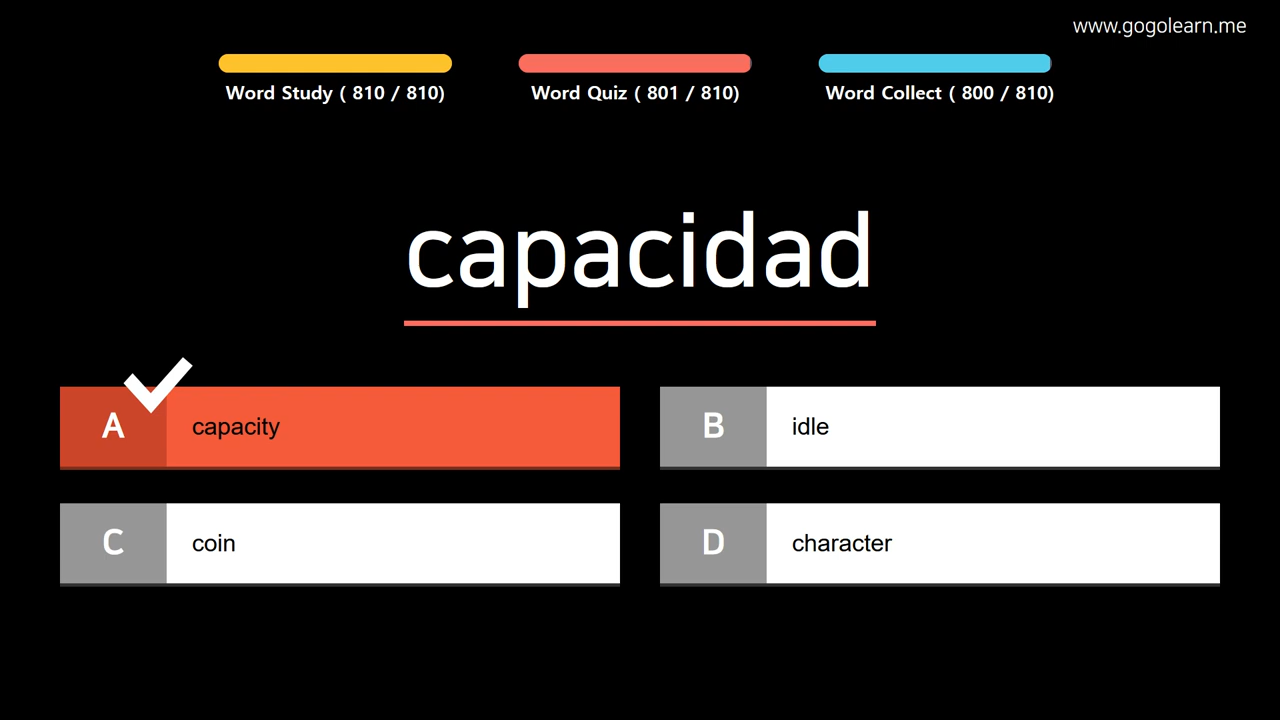 www.gogolearn.me
Word Study ( 810 / 810)
Word Quiz ( 801 / 810)
Word Collect ( 800 / 810)
capacidad
A capacity
B idle
C coin
D character